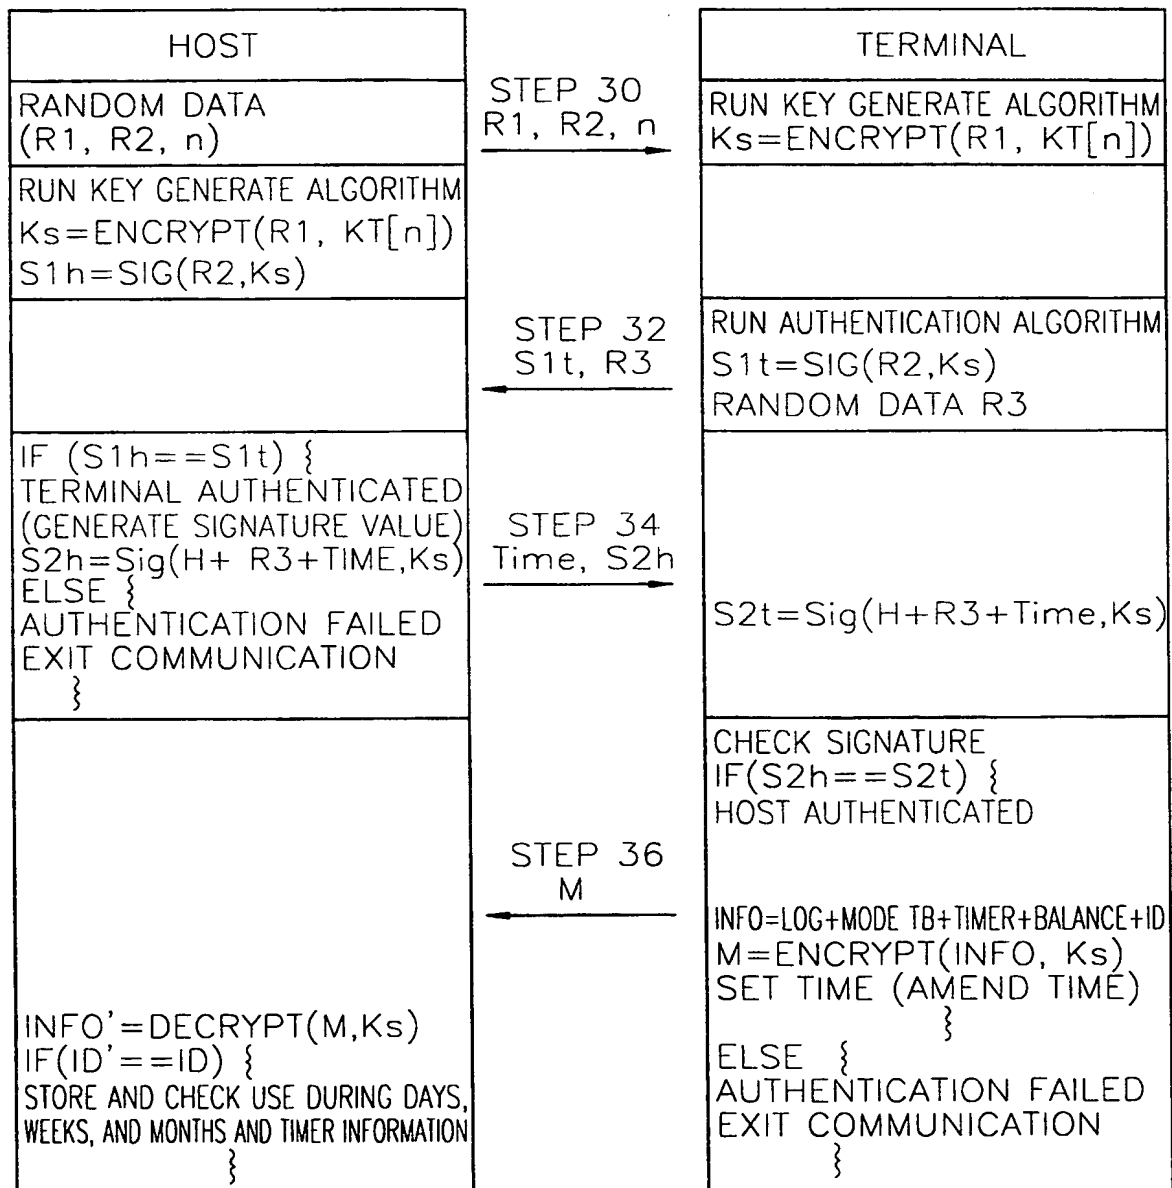 HOST
TERMINAL
RANDOM DATA
(R1, R2, n)
STEP 30
R1, R2, n
RUN KEY GENERATE ALGORITHM
Ks=ENCRYPT(R1, KT[n])
RUN KEY GENERATE ALGORITHM
Ks=ENCRYPT(R1, KT[n])
S1h=SIG(R2,Ks)
STEP 32
S1t, R3
RUN AUTHENTICATION ALGORITHM
S1t=SIG(R2,Ks)
RANDOM DATA R3
IF (S1h==S1t) {
TERMINAL AUTHENTICATED
(GENERATE SIGNATURE VALUE)
S2h=Sig(H+ R3+TIME,Ks)
ELSE {
AUTHENTICATION FAILED
EXIT COMMUNICATION
}
STEP 34
Time, S2h
S2t=Sig(H+R3+Time,Ks)
CHECK SIGNATURE
IF(S2h==S2t) {
HOST AUTHENTICATED
STEP 36
M
INFO=LOG+MODE TB+TIMER+BALANCE+ID
M=ENCRYPT(INFO, Ks)
SET TIME (AMEND TIME)
}
ELSE {
AUTHENTICATION FAILED
EXIT COMMUNICATION
}
INFO'=DECRYPT(M,Ks)
IF(ID'==ID) {
STORE AND CHECK USE DURING DAYS,
WEEKS, AND MONTHS AND TIMER INFORMATION
}